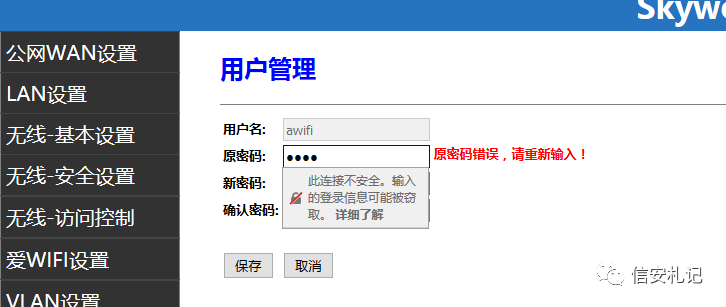 Skyw
公网WAN设置
LAN设置
无线-基本设置
无线-安全设置
无线-访问控制
爱WIFI设置
VLAN设置
用户管理
用户名: awifi
原密码: •••• 原密码错误，请重新输入！
新密码:
此连接不安全。输入
的登录信息可能被窃
取。 详细了解
确认密码:
保存 取消
信安札记